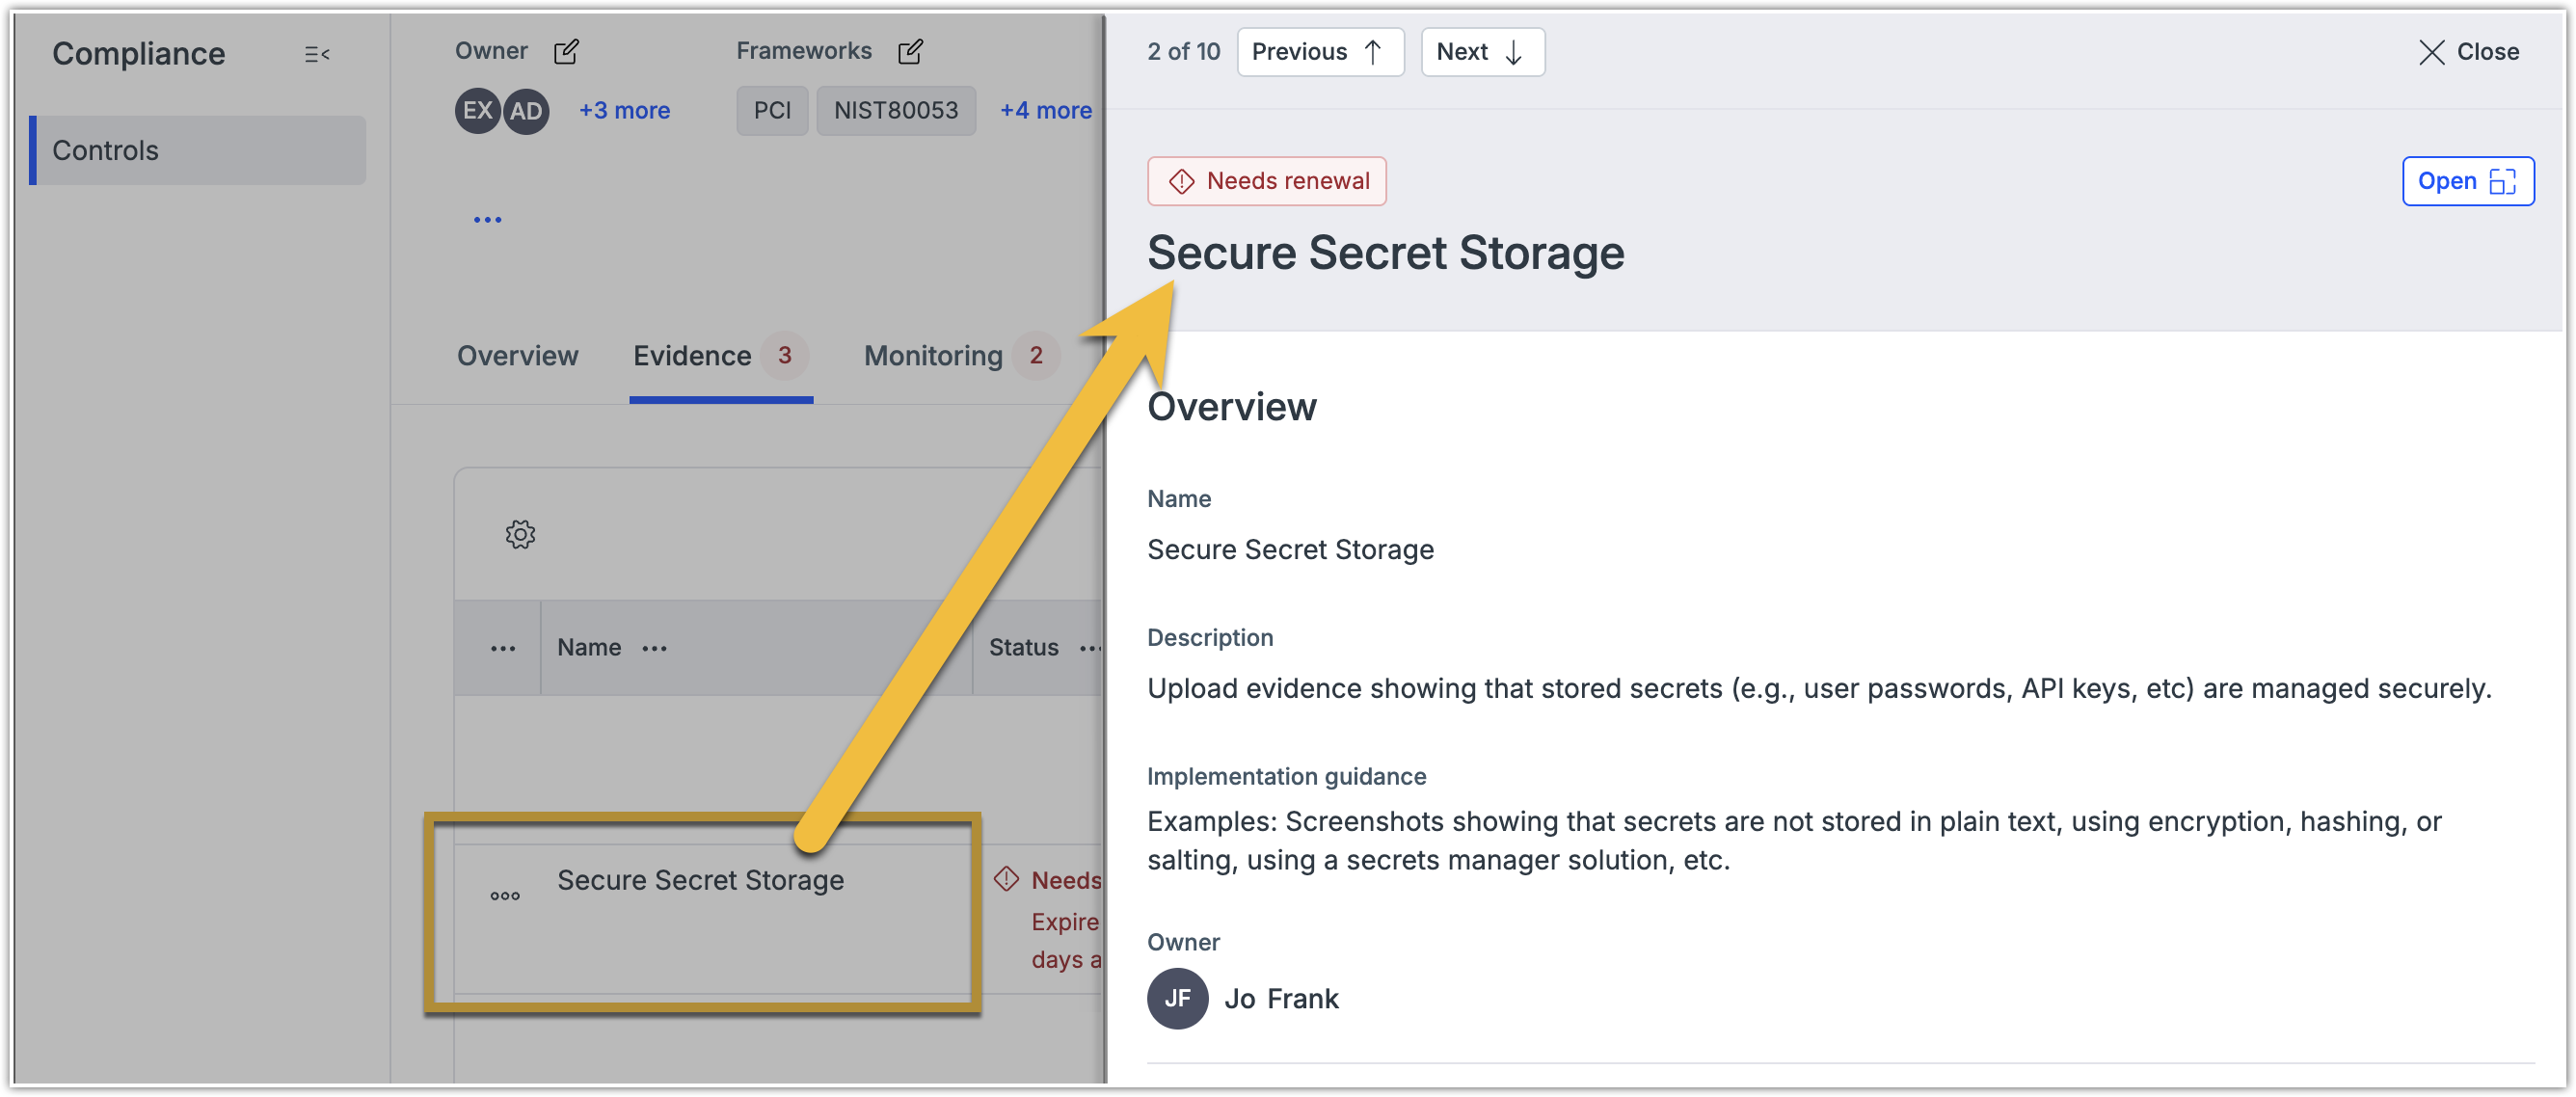 Compliance
Controls
Owner
Frameworks
EX AD +3 more
PCI NIST80053 +4 more
Overview
Evidence 3
Monitoring 2
Name
Status
Secure Secret Storage
Needs
Expire
days a
2 of 10
Previous
Next
Close
Needs renewal
Open
Secure Secret Storage
Overview
Name
Secure Secret Storage
Description
Upload evidence showing that stored secrets (e.g., user passwords, API keys, etc) are managed securely.
Implementation guidance
Examples: Screenshots showing that secrets are not stored in plain text, using encryption, hashing, or
salting, using a secrets manager solution, etc.
Owner
JF Jo Frank